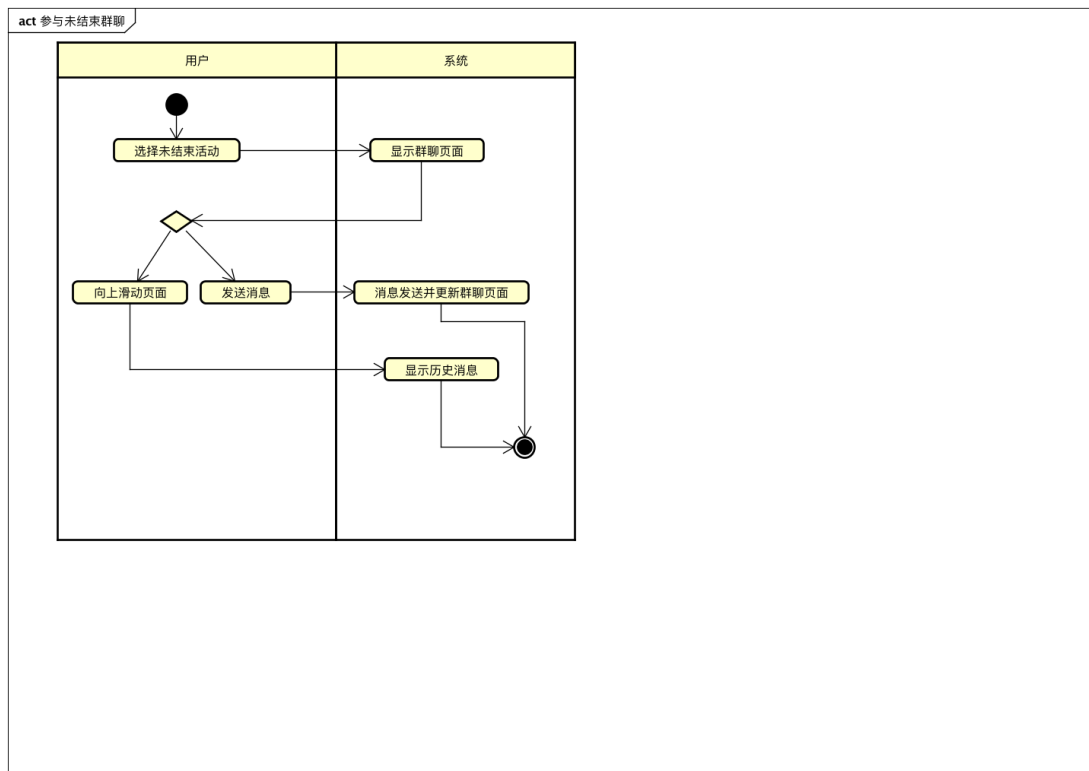 act 参与未结束群聊
用户
系统
选择未结束活动
显示群聊页面
向上滑动页面
发送消息
消息发送并更新群聊页面
显示历史消息